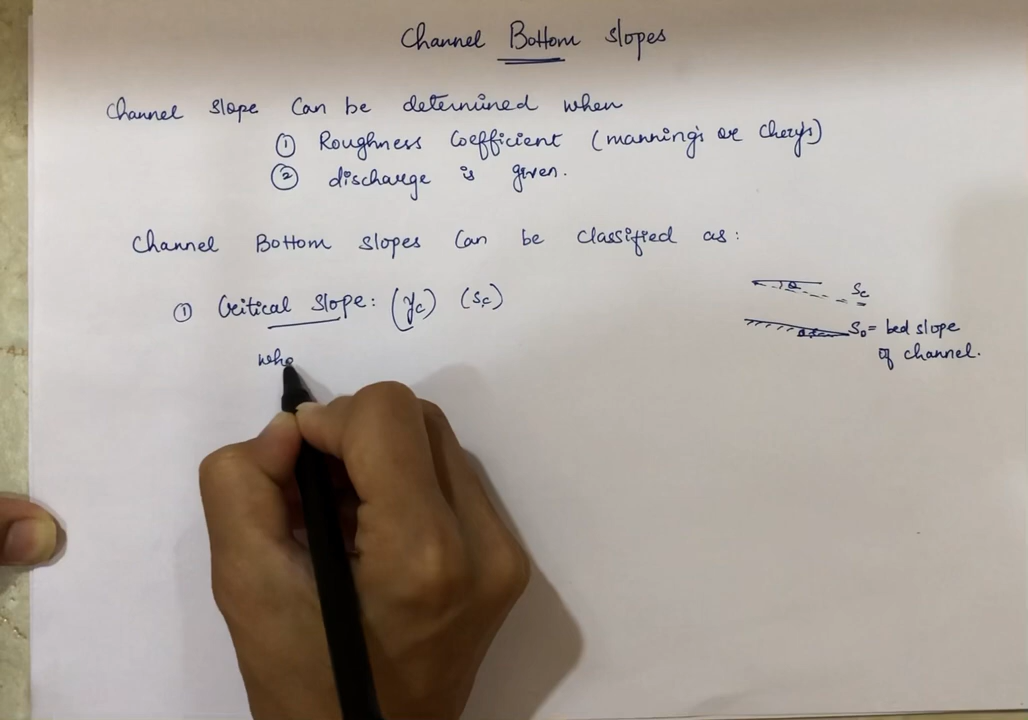 Channel Bottom slopes
Channel slope can be determined when
① Roughness Coefficient (manning's or Chezy's)
② discharge is given.
Channel Bottom slopes can be classified as:
① Critical slope: (yc) (sc)
θ Sc
S₀ = bed slope
of channel.
whe